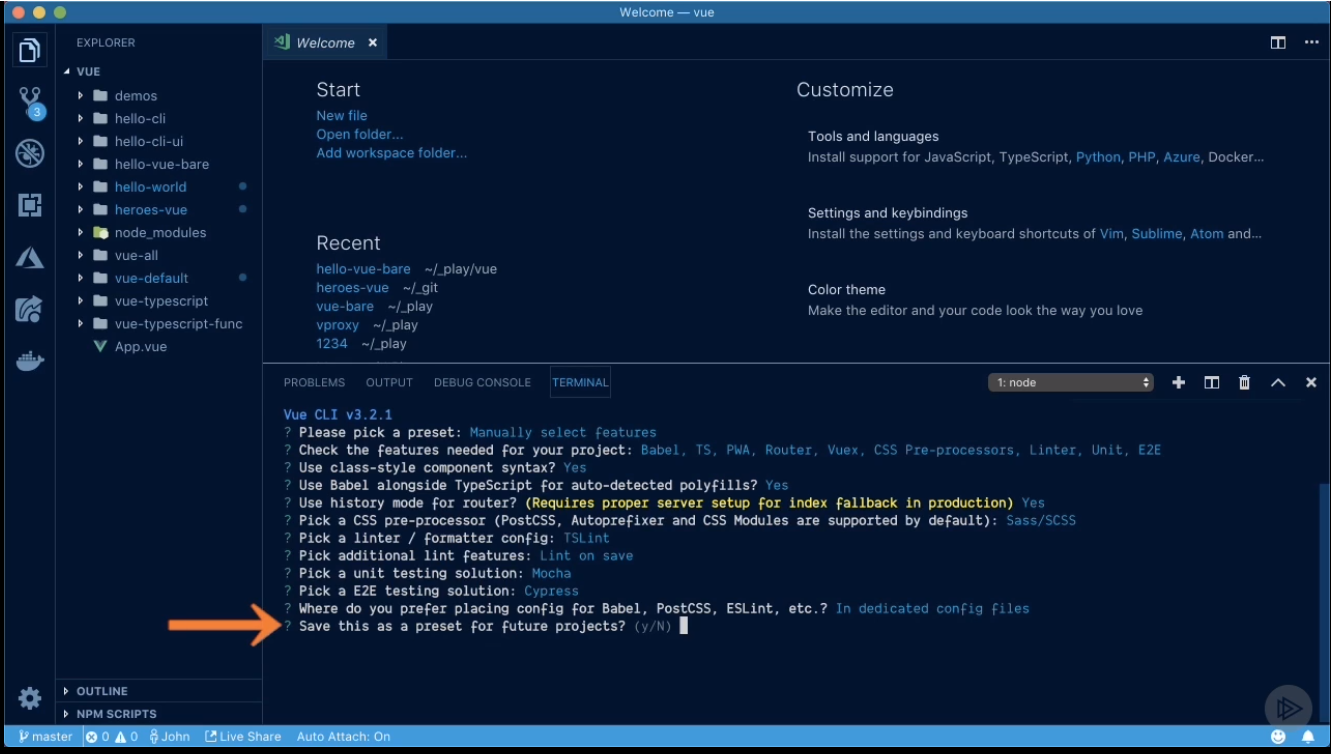 Welcome — vue
EXPLORER
VUE
demos
hello-cli
hello-cli-ui
hello-vue-bare
hello-world
heroes-vue
node_modules
vue-all
vue-default
vue-typescript
vue-typescript-func
App.vue
OUTLINE
NPM SCRIPTS
3
Welcome
Start
New file
Open folder...
Add workspace folder...
Recent
hello-vue-bare ~/_play/vue
heroes-vue ~/_git
vue-bare ~/_play
vproxy ~/_play
1234 ~/_play
Customize
Tools and languages
Install support for JavaScript, TypeScript, Python, PHP, Azure, Docker...
Settings and keybindings
Install the settings and keyboard shortcuts of Vim, Sublime, Atom and...
Color theme
Make the editor and your code look the way you love
PROBLEMS OUTPUT DEBUG CONSOLE TERMINAL 1: node
Vue CLI v3.2.1
? Please pick a preset: Manually select features
? Check the features needed for your project: Babel, TS, PWA, Router, Vuex, CSS Pre-processors, Linter, Unit, E2E
? Use class-style component syntax? Yes
? Use Babel alongside TypeScript for auto-detected polyfills? Yes
? Use history mode for router? (Requires proper server setup for index fallback in production) Yes
? Pick a CSS pre-processor (PostCSS, Autoprefixer and CSS Modules are supported by default): Sass/SCSS
? Pick a linter / formatter config: TSLint
? Pick additional lint features: Lint on save
? Pick a unit testing solution: Mocha
? Pick a E2E testing solution: Cypress
? Where do you prefer placing config for Babel, PostCSS, ESLint, etc.? In dedicated config files
? Save this as a preset for future projects? (y/N)
master 0 0 John Live Share Auto Attach: On